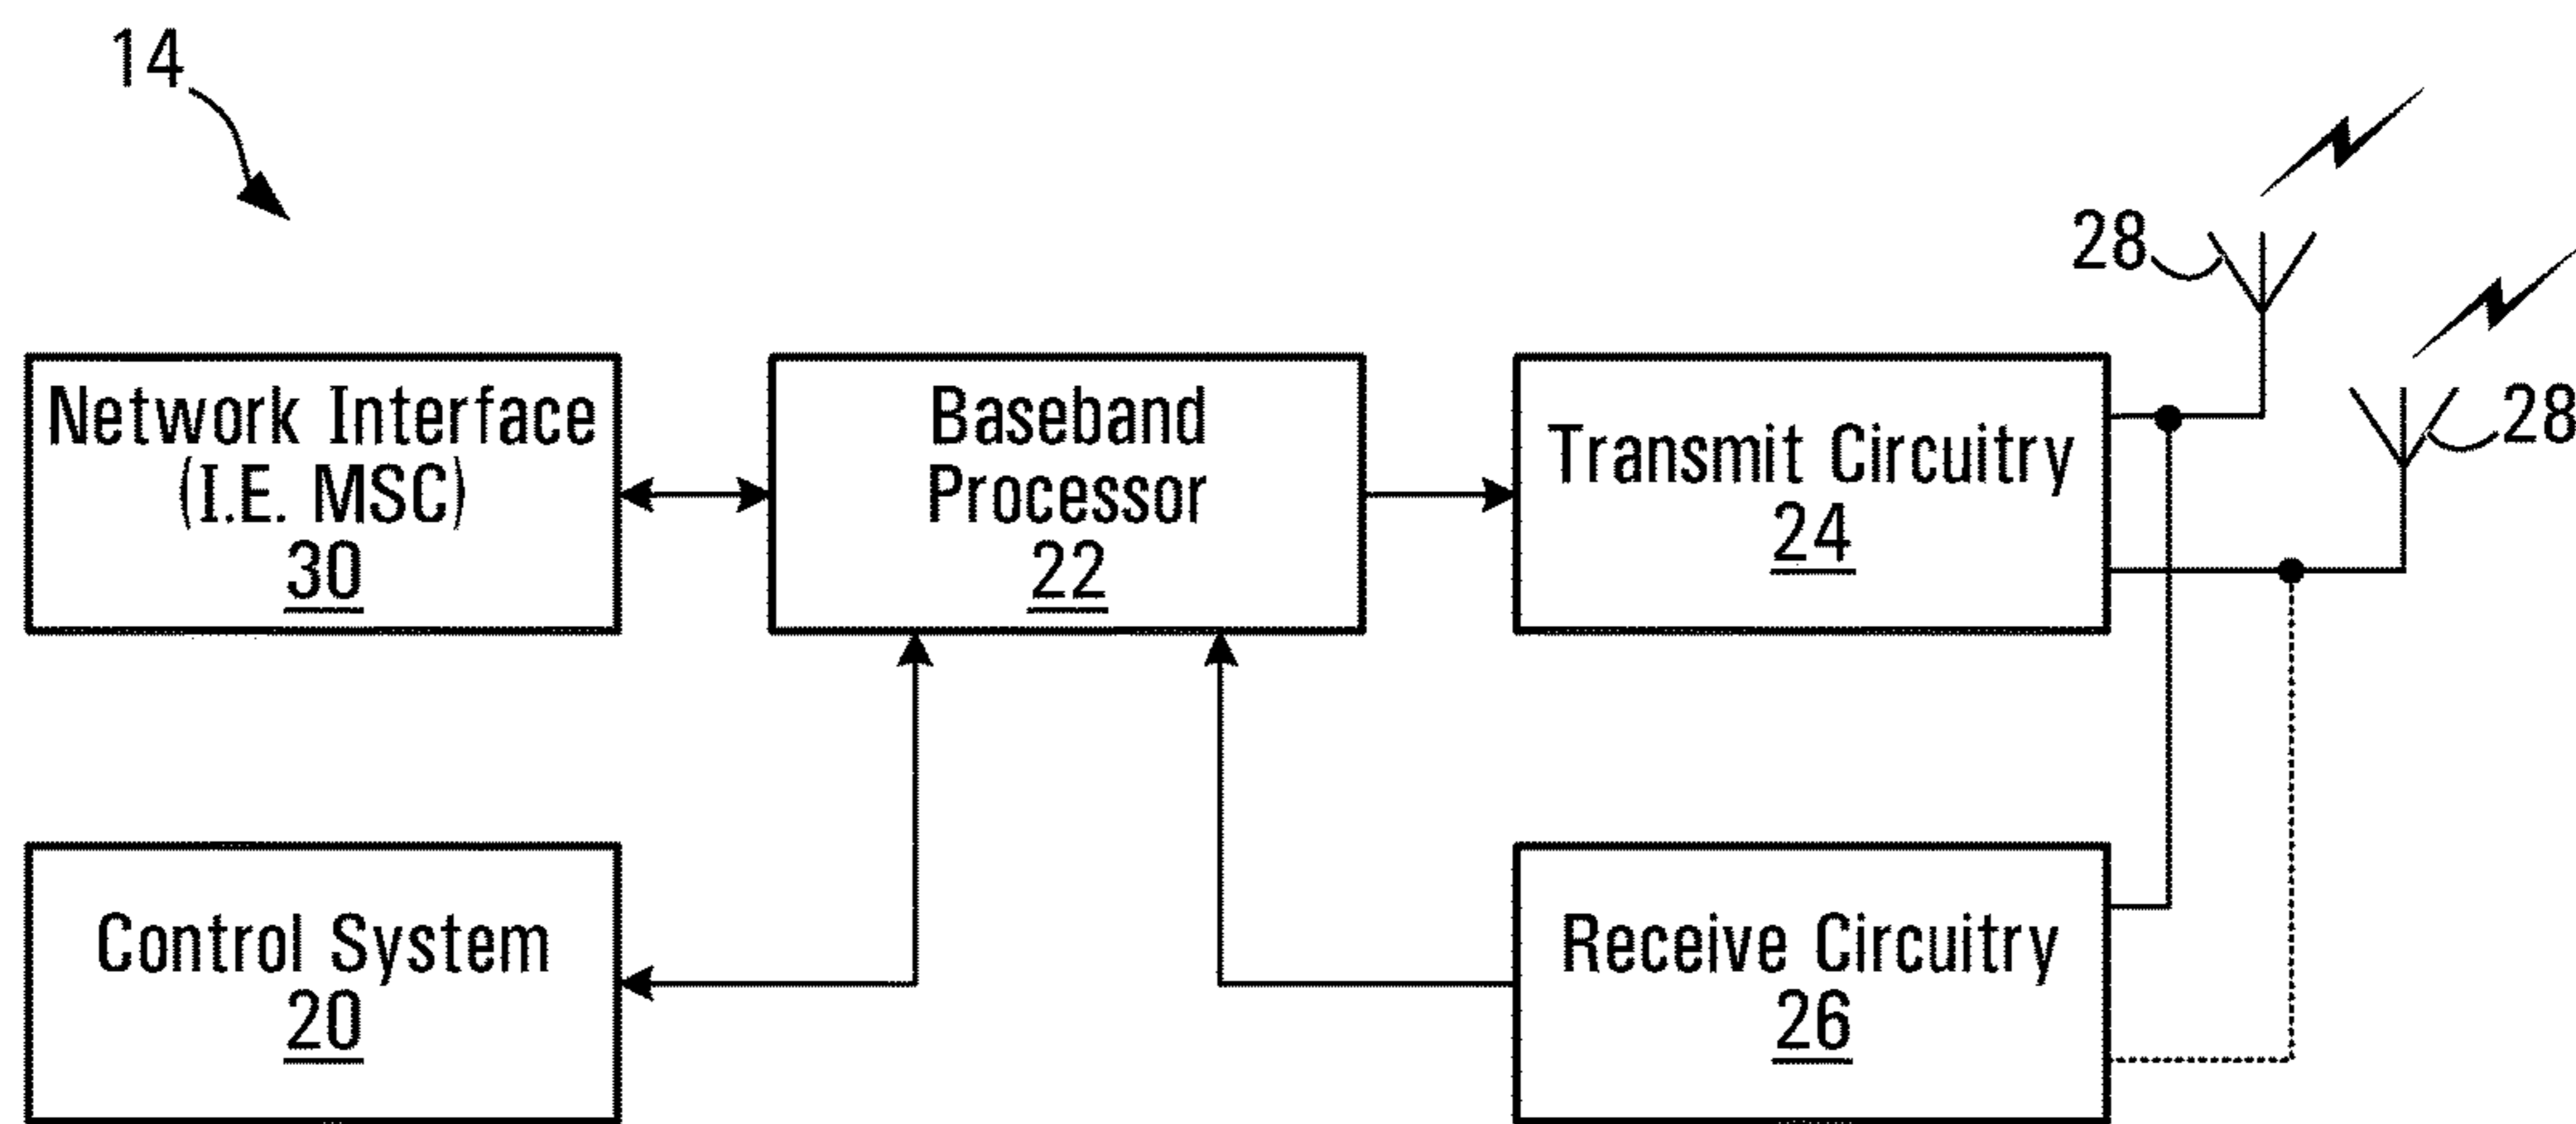 14
28
28
Network Interface
(I.E. MSC)
30
Baseband
Processor
22
Transmit Circuitry
24
Control System
20
Receive Circuitry
26